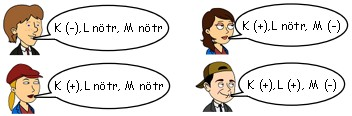 K (-),L nötr, M nötr
K (+),L nötr, M (-)
K (+),L nötr, M nötr
K (+),L (+), M (-)